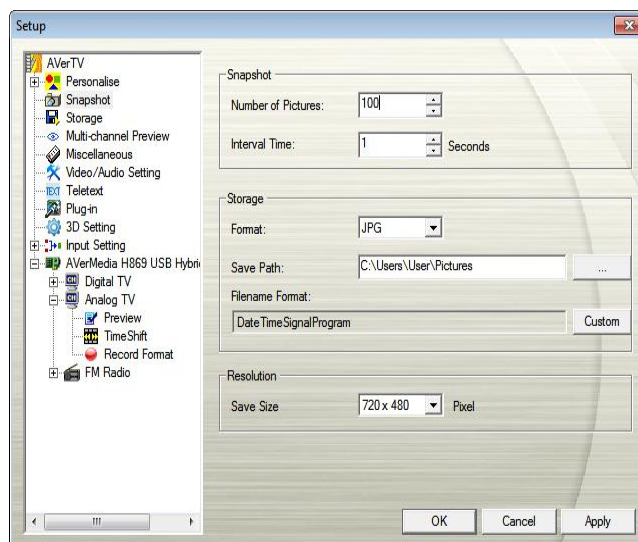 Setup
AVerTV
Personalise
Snapshot
Storage
Multi-channel Preview
Miscellaneous
Video/Audio Setting
TEXT Teletext
Plug-in
3D Setting
Input Setting
AVerMedia H869 USB Hybri
CH Digital TV
CH Analog TV
Preview
TimeShift
Record Format
FM Radio
Snapshot
Number of Pictures: 100
Interval Time: 1 Seconds
Storage
Format: JPG
Save Path: C:\Users\User\Pictures ...
Filename Format:
DateTimeSignalProgram Custom
Resolution
Save Size 720 x 480 Pixel
OK Cancel Apply